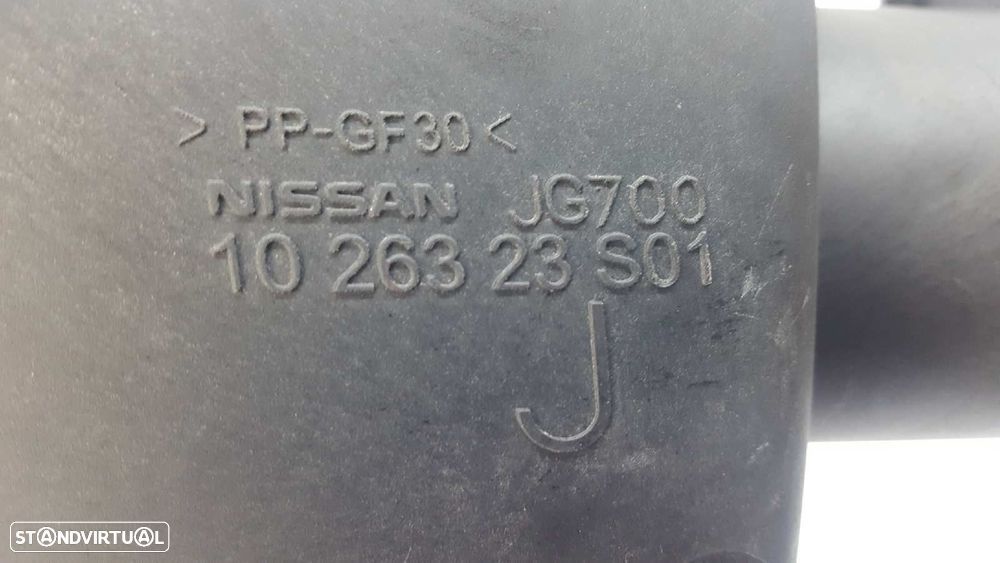 > PP-GF30 <
NISSAN JG700
10 263 23 S01
J
STANDVIRTUAL